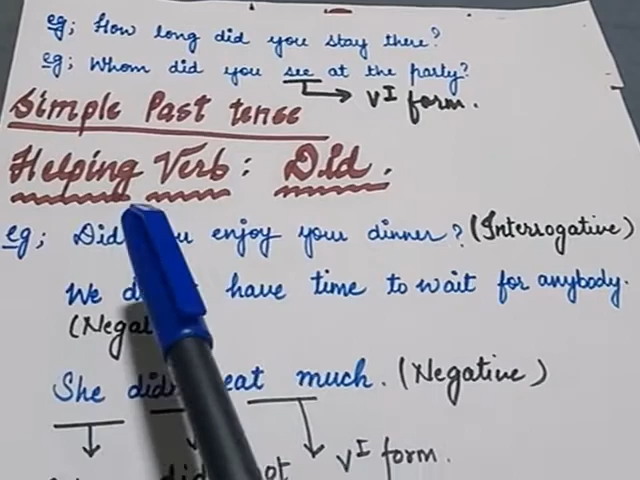 eg; How long did you stay there?
eg; Whom did you see at the party?
V I form.
Simple Past tense
Helping Verb: Did.
eg; Did enjoy your dinner? (Interrogative)
We have time to wait for anybody.
She eat much. (Negative)
V I form.